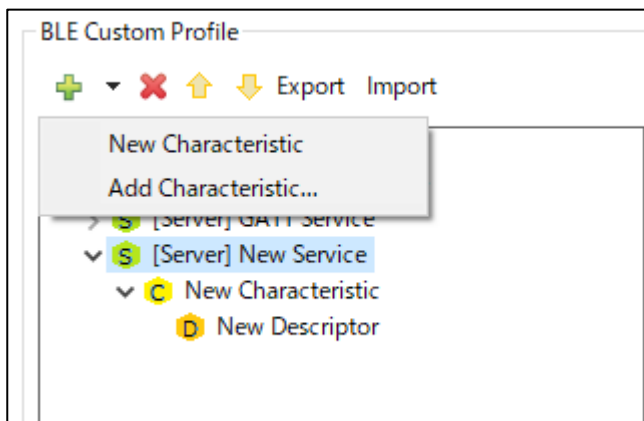 BLE Custom Profile
Export Import
New Characteristic
Add Characteristic...
S [Server] GATT Service
S [Server] New Service
C New Characteristic
D New Descriptor